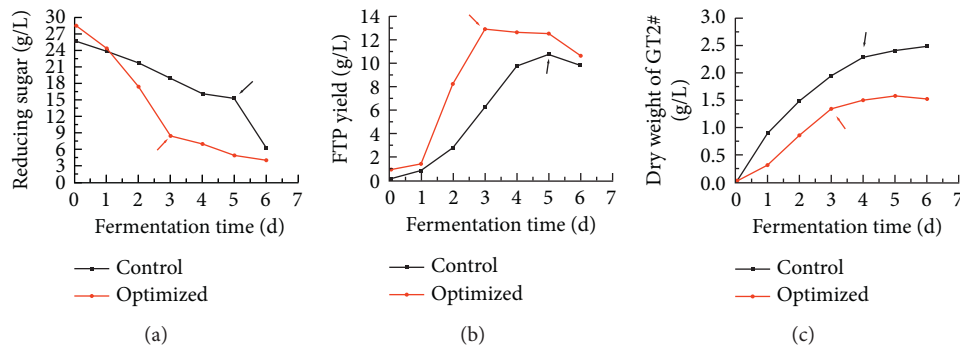 Reducing sugar (g/L)
30
27
24
21
18
15
12
9
6
3
0
0 1 2 3 4 5 6 7
Fermentation time (d)
Control
Optimized
(a)
FTP yield (g/L)
14
12
10
8
6
4
2
0
0 1 2 3 4 5 6 7
Fermentation time (d)
Control
Optimized
(b)
Dry weight of GT2#
(g/L)
3.0
2.5
2.0
1.5
1.0
0.5
0.0
0 1 2 3 4 5 6 7
Fermentation time (d)
Control
Optimized
(c)